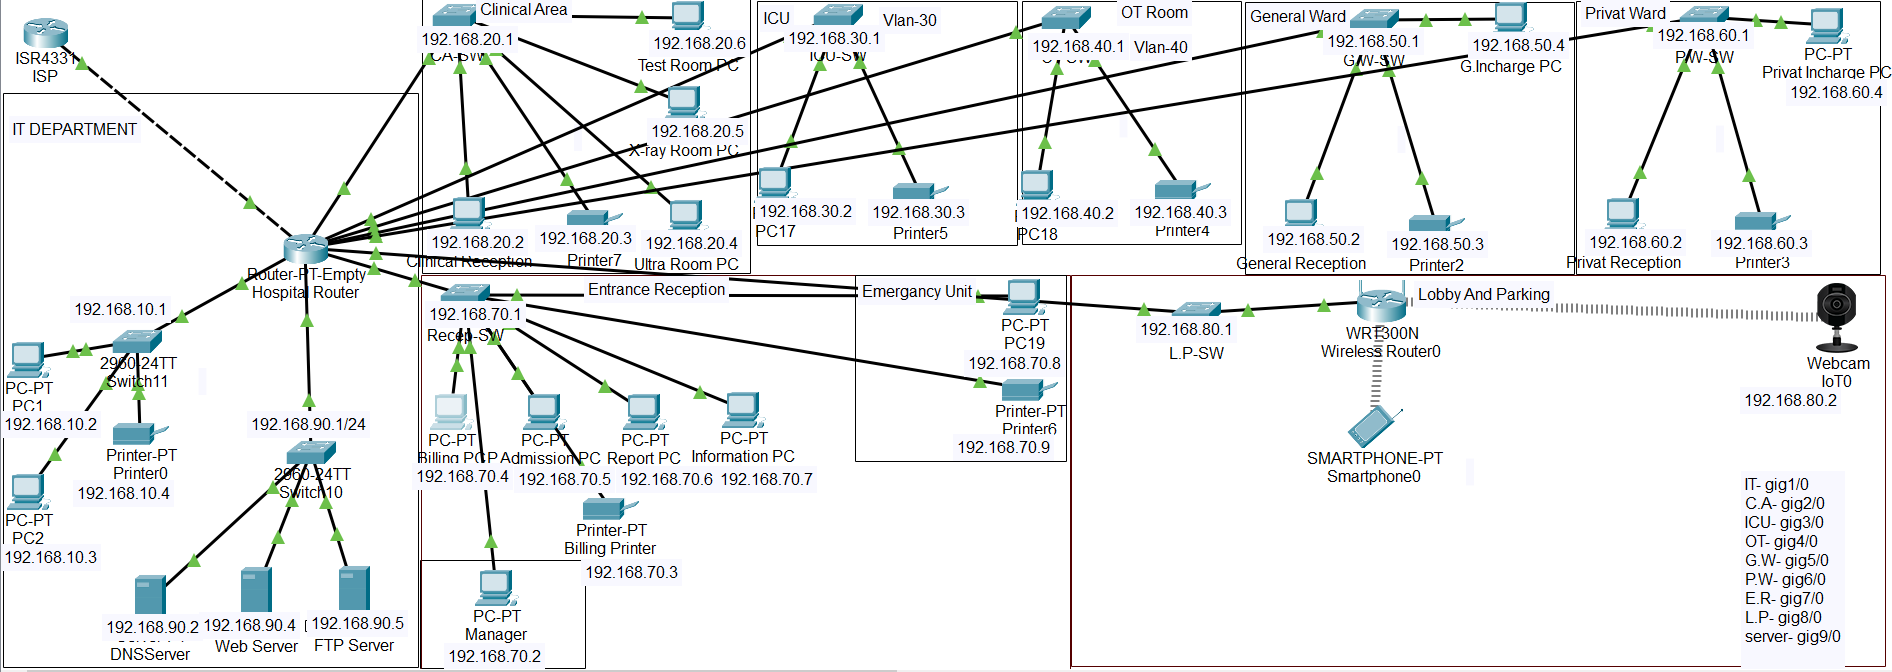 ISR4331
ISP
IT DEPARTMENT
Router-PT-Empty
Hospital Router
192.168.10.1
2960-24TT
Switch11
PC-PT
PC1
192.168.10.2
Printer-PT
Printer0
192.168.10.4
PC-PT
PC2
192.168.10.3
192.168.90.1/24
2960-24TT
Switch10
192.168.90.2
DNSServer
192.168.90.4
Web Server
192.168.90.5
FTP Server
Clinical Area
192.168.20.1
CA-SW
192.168.20.6
Test Room PC
192.168.20.5
X-ray Room PC
192.168.20.2
Clinical Reception
192.168.20.3
Printer7
192.168.20.4
Ultra Room PC
ICU
Vlan-30
192.168.30.1
ICU-SW
192.168.30.2
PC17
192.168.30.3
Printer5
OT Room
192.168.40.1
Vlan-40
192.168.40.2
PC18
192.168.40.3
Printer4
General Ward
192.168.50.1
G.W-SW
192.168.50.4
G.Incharge PC
192.168.50.2
General Reception
192.168.50.3
Printer2
Privat Ward
192.168.60.1
P.W-SW
PC-PT
Privat Incharge PC
192.168.60.4
192.168.60.2
Privat Reception
192.168.60.3
Printer3
Entrance Reception
192.168.70.1
Recep-SW
PC-PT
Billing PC
192.168.70.4
PC-PT
Admission PC
192.168.70.5
PC-PT
Report PC
192.168.70.6
PC-PT
Information PC
192.168.70.7
Printer-PT
Billing Printer
192.168.70.3
PC-PT
Manager
192.168.70.2
Emergancy Unit
PC-PT
PC19
192.168.70.8
Printer-PT
Printer6
192.168.70.9
192.168.80.1
L.P-SW
Lobby And Parking
WRT300N
Wireless Router0
SMARTPHONE-PT
Smartphone0
Webcam
IoT0
192.168.80.2
IT- gig1/0
C.A- gig2/0
ICU- gig3/0
OT- gig4/0
G.W- gig5/0
P.W- gig6/0
E.R- gig7/0
L.P- gig8/0
server- gig9/0